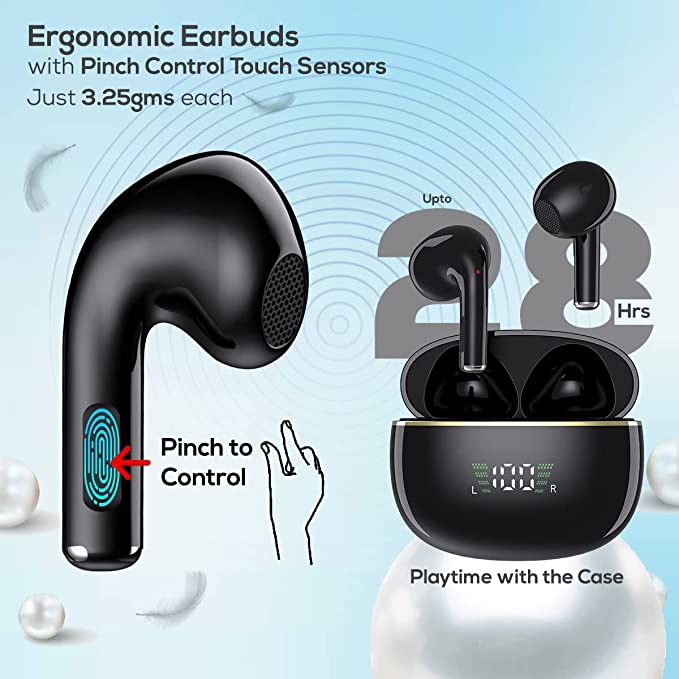 Ergonomic Earbuds
with Pinch Control Touch Sensors
Just 3.25gms each
Upto
28
Hrs
Pinch to
Control
L 100 R
Playtime with the Case